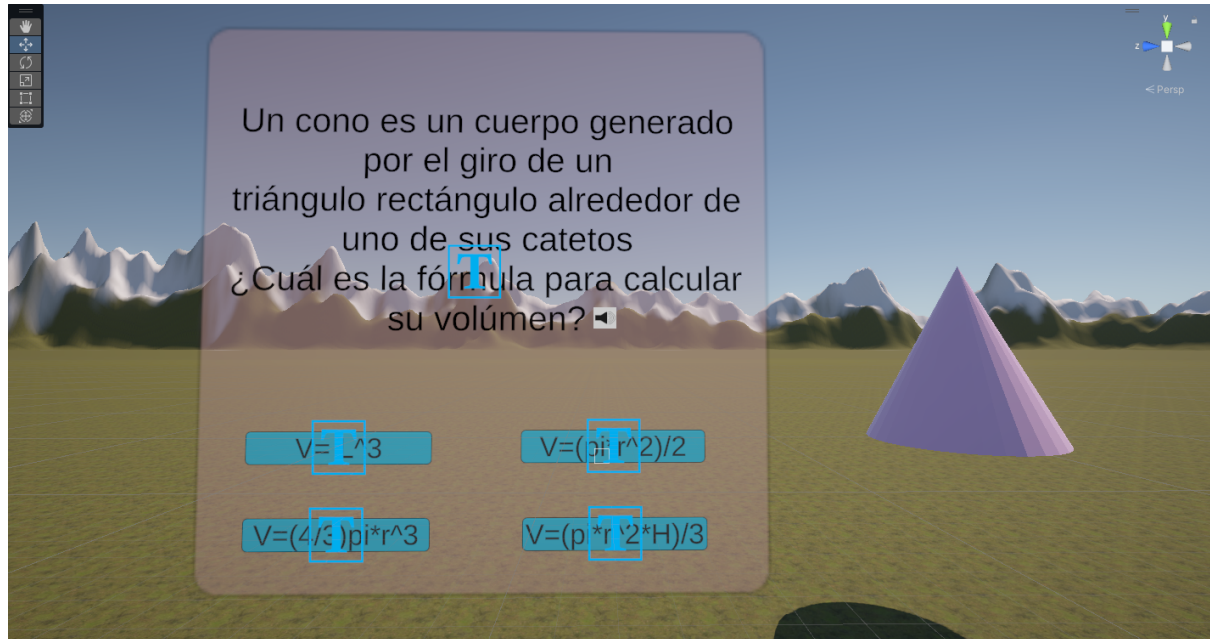 Un cono es un cuerpo generado
por el giro de un
triángulo rectángulo alrededor de
uno de sus catetos
¿Cuál es la fórmula para calcular
su volúmen?
V= L^3
V=(pi*r^2)/2
V=(4/3)pi*r^3
V=(pi*r^2*H)/3
y
z
Persp